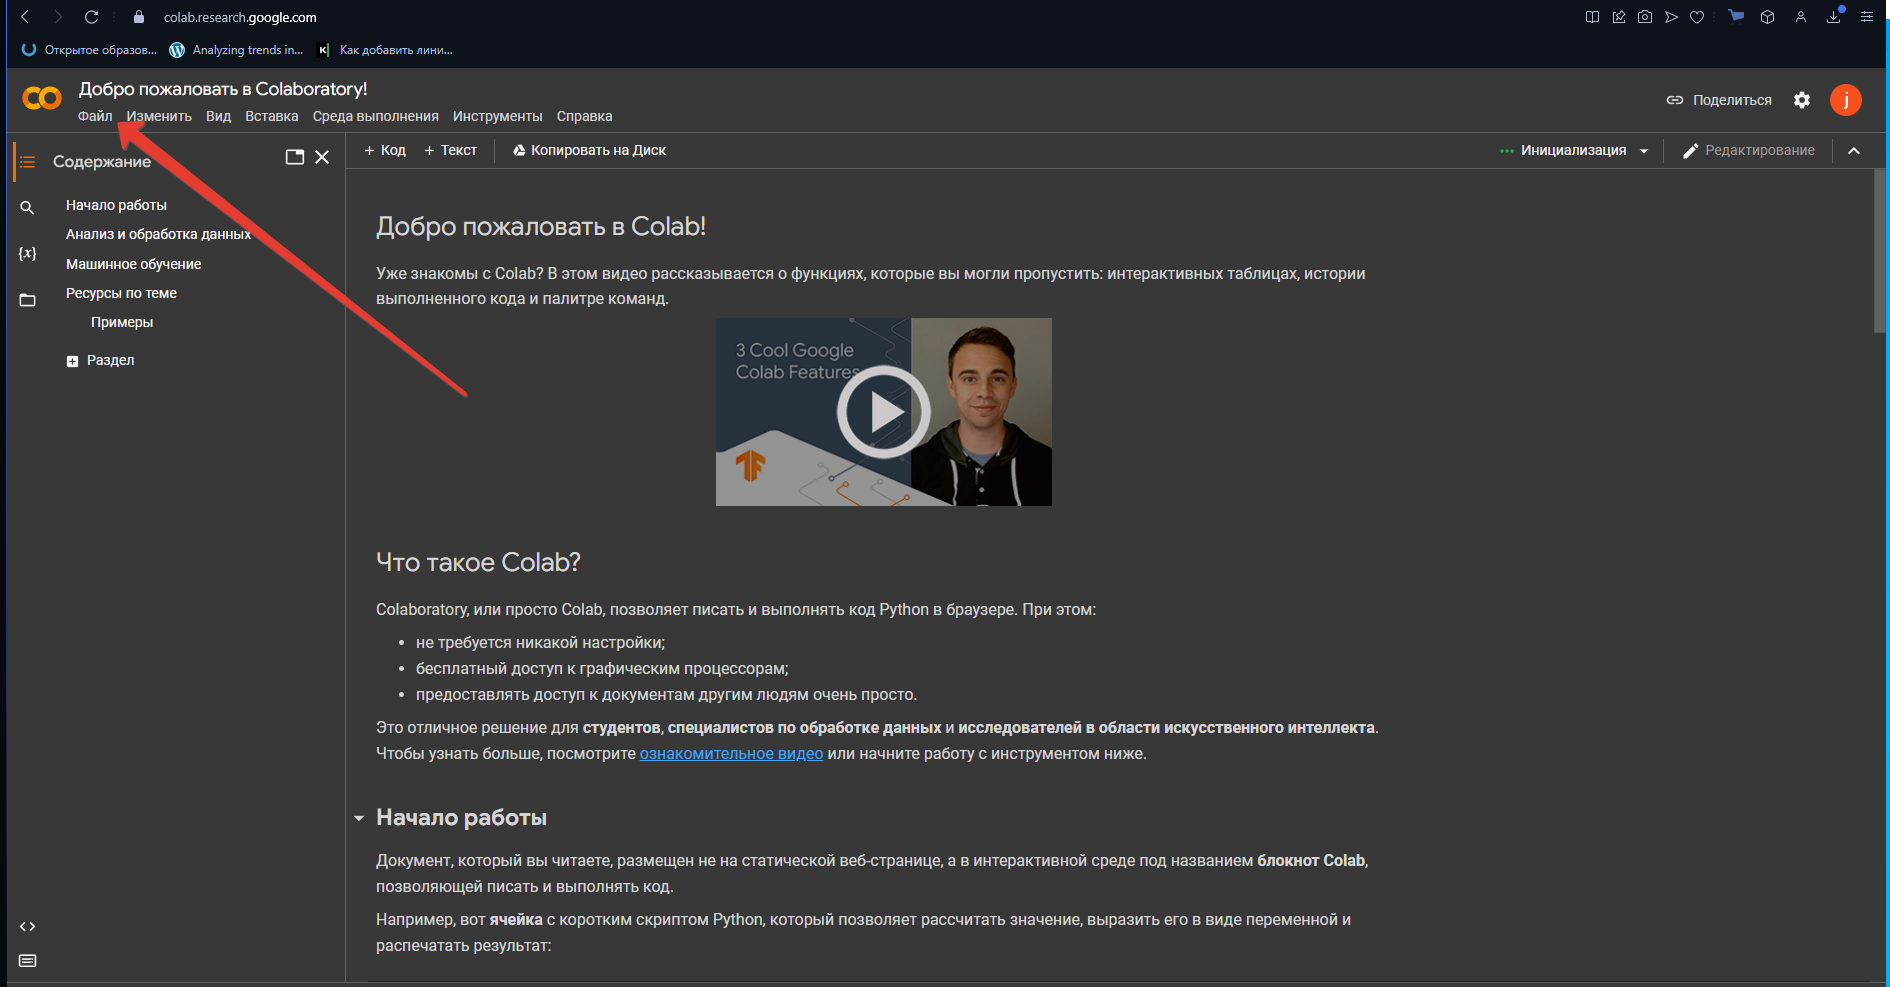 colab.research.google.com
Открытое образов...
Analyzing trends in...
Как добавить лини...
Добро пожаловать в Colaboratory!
Файл Изменить Вид Вставка Среда выполнения Инструменты Справка
Поделиться
j
Содержание
+ Код + Текст Копировать на Диск
Инициализация
Редактирование
Начало работы
Анализ и обработка данных
{x}
Машинное обучение
Ресурсы по теме
Примеры
Раздел
Добро пожаловать в Colab!
Уже знакомы с Colab? В этом видео рассказывается о функциях, которые вы могли пропустить: интерактивных таблицах, истории
выполненного кода и палитре команд.
3 Cool Google
Colab Features
Что такое Colab?
Colaboratory, или просто Colab, позволяет писать и выполнять код Python в браузере. При этом:
• не требуется никакой настройки;
• бесплатный доступ к графическим процессорам;
• предоставлять доступ к документам другим людям очень просто.
Это отличное решение для студентов, специалистов по обработке данных и исследователей в области искусственного интеллекта.
Чтобы узнать больше, посмотрите ознакомительное видео или начните работу с инструментом ниже.
Начало работы
Документ, который вы читаете, размещен не на статической веб-странице, а в интерактивной среде под названием блокнот Colab,
позволяющей писать и выполнять код.
Например, вот ячейка с коротким скриптом Python, который позволяет рассчитать значение, выразить его в виде переменной и
распечатать результат: